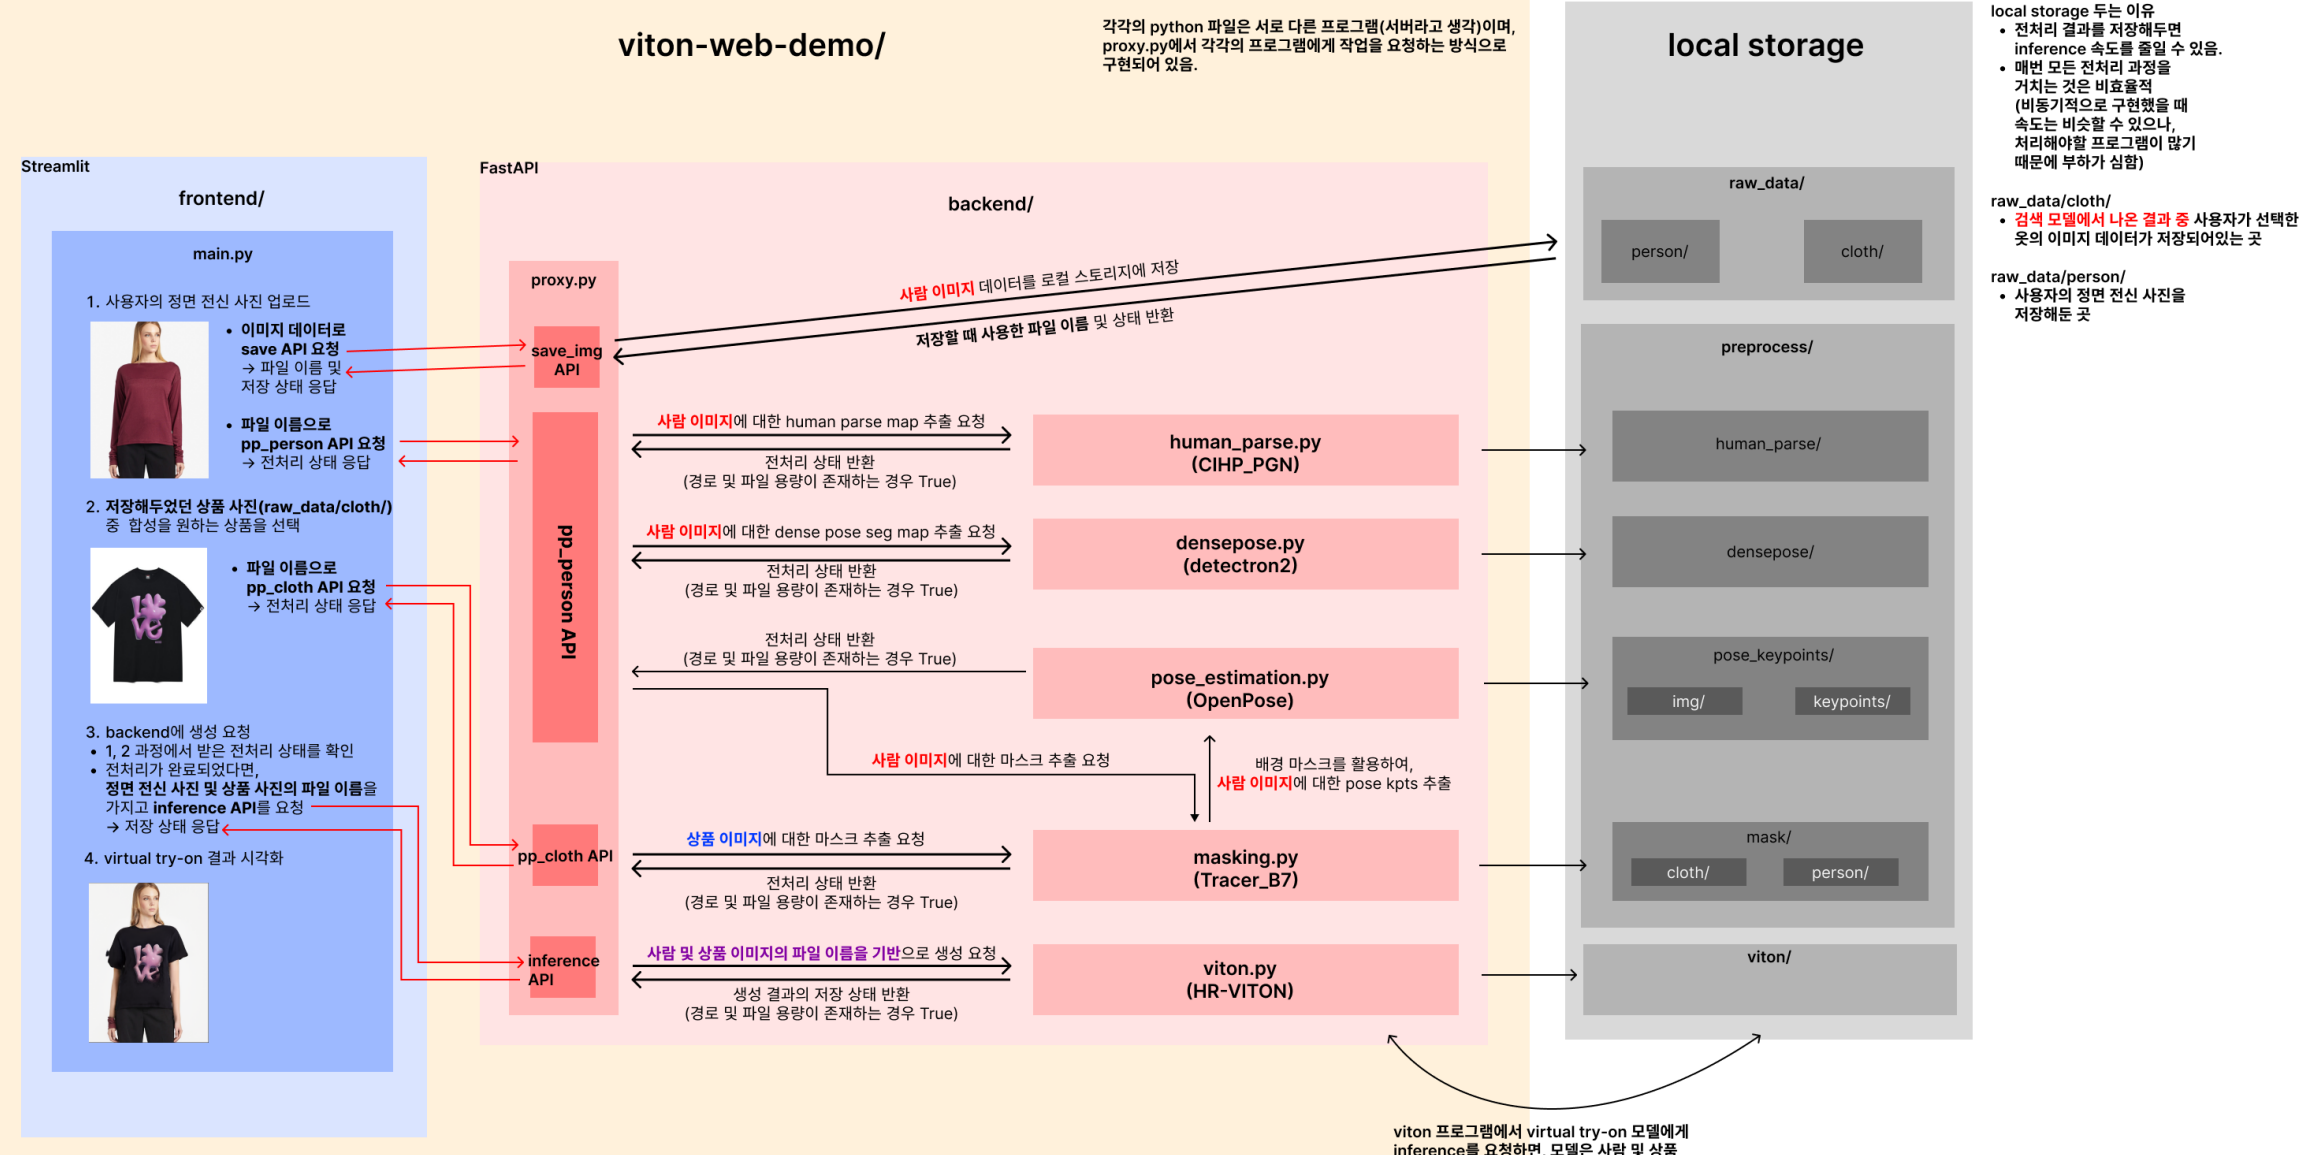 viton-web-demo/
각각의 python 파일은 서로 다른 프로그램(서버라고 생각)이며,
proxy.py에서 각각의 프로그램에게 작업을 요청하는 방식으로
구현되어 있음.
Streamlit
frontend/
main.py
1. 사용자의 정면 전신 사진 업로드
• 이미지 데이터로
save API 요청
→ 파일 이름 및
저장 상태 응답
• 파일 이름으로
pp_person API 요청
→ 전처리 상태 응답
2. 저장해두었던 상품 사진(raw_data/cloth/)
중 합성을 원하는 상품을 선택
• 파일 이름으로
pp_cloth API 요청
→ 전처리 상태 응답
3. backend에 생성 요청
• 1, 2 과정에서 받은 전처리 상태를 확인
• 전처리가 완료되었다면,
정면 전신 사진 및 상품 사진의 파일 이름을
가지고 inference API를 요청
→ 저장 상태 응답
4. virtual try-on 결과 시각화
FastAPI
backend/
proxy.py
save_img
API
pp_person API
pp_cloth API
inference
API
사람 이미지 데이터를 로컬 스토리지에 저장
저장할 때 사용한 파일 이름 및 상태 반환
사람 이미지에 대한 human parse map 추출 요청
전처리 상태 반환
(경로 및 파일 용량이 존재하는 경우 True)
human_parse.py
(CIHP_PGN)
사람 이미지에 대한 dense pose seg map 추출 요청
전처리 상태 반환
(경로 및 파일 용량이 존재하는 경우 True)
densepose.py
(detectron2)
전처리 상태 반환
(경로 및 파일 용량이 존재하는 경우 True)
pose_estimation.py
(OpenPose)
사람 이미지에 대한 마스크 추출 요청
배경 마스크를 활용하여,
사람 이미지에 대한 pose kpts 추출
상품 이미지에 대한 마스크 추출 요청
전처리 상태 반환
(경로 및 파일 용량이 존재하는 경우 True)
masking.py
(Tracer_B7)
사람 및 상품 이미지의 파일 이름을 기반으로 생성 요청
생성 결과의 저장 상태 반환
(경로 및 파일 용량이 존재하는 경우 True)
viton.py
(HR-VITON)
local storage
raw_data/
person/
cloth/
preprocess/
human_parse/
densepose/
pose_keypoints/
img/
keypoints/
mask/
cloth/
person/
viton/
local storage 두는 이유
• 전처리 결과를 저장해두면
inference 속도를 줄일 수 있음.
• 매번 모든 전처리 과정을
거치는 것은 비효율적
(비동기적으로 구현했을 때
속도는 비슷할 수 있으나,
처리해야할 프로그램이 많기
때문에 부하가 심함)
raw_data/cloth/
• 검색 모델에서 나온 결과 중 사용자가 선택한
옷의 이미지 데이터가 저장되어있는 곳
raw_data/person/
• 사용자의 정면 전신 사진을
저장해둔 곳
viton 프로그램에서 virtual try-on 모델에게
inference를 요청하면, 모델은 사람 및 상품